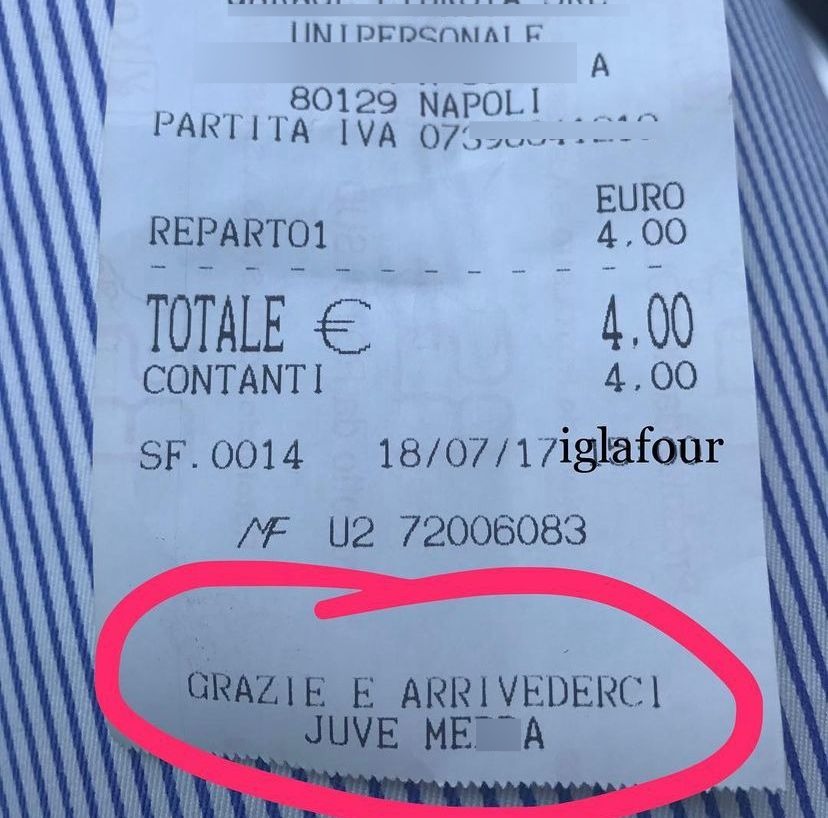 UNIPERSONALE
A
80129 NAPOLI
PARTITA IVA
EURO
REPARTO1 4.00
TOTALE € 4.00
CONTANTI 4.00
SF.0014 18/07/17 iglafour
MF U2 72006083
GRAZIE E ARRIVEDERCI
JUVE